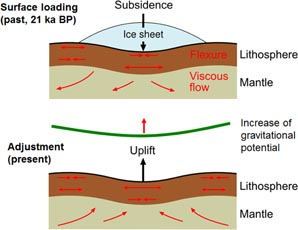 Surface loading
(past, 21 ka BP)
Subsidence
Ice sheet
Flexure
Lithosphere
Viscous
flow
Mantle
Increase of
gravitational
potential
Adjustment
(present)
Uplift
Lithosphere
Mantle